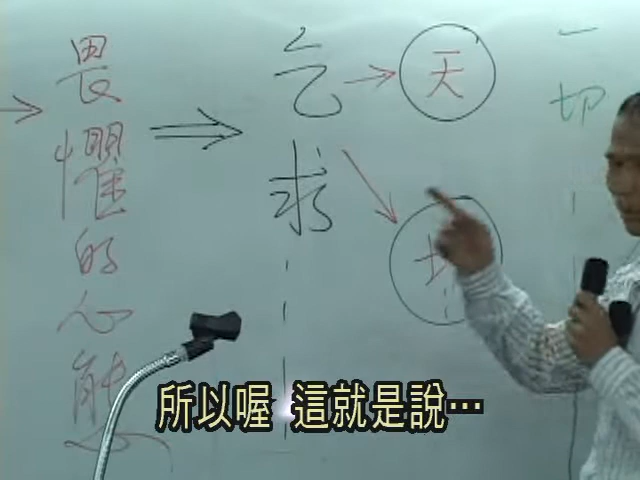 畏懼的心態
乞求
天
一切
所以喔 這就是說…